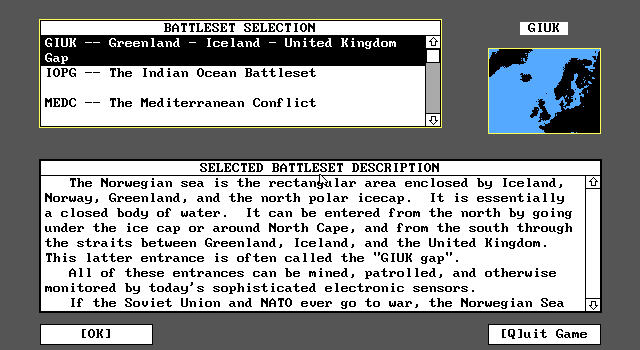 BATTLESET SELECTION
GIUK -- Greenland - Iceland - United Kingdom
Gap
IOPG -- The Indian Ocean Battleset
MEDC -- The Mediterranean Conflict
GIUK
SELECTED BATTLESET DESCRIPTION
The Norwegian sea is the rectangular area enclosed by Iceland,
Norway, Greenland, and the north polar icecap.  It is essentially
a closed body of water.  It can be entered from the north by going
under the ice cap or around North Cape, and from the south through
the straits between Greenland, Iceland, and the United Kingdom.
This latter entrance is often called the "GIUK gap".
All of these entrances can be mined, patrolled, and otherwise
monitored by today's sophisticated electronic sensors.
If the Soviet Union and NATO ever go to war, the Norwegian Sea
[OK]
[Q]uit Game